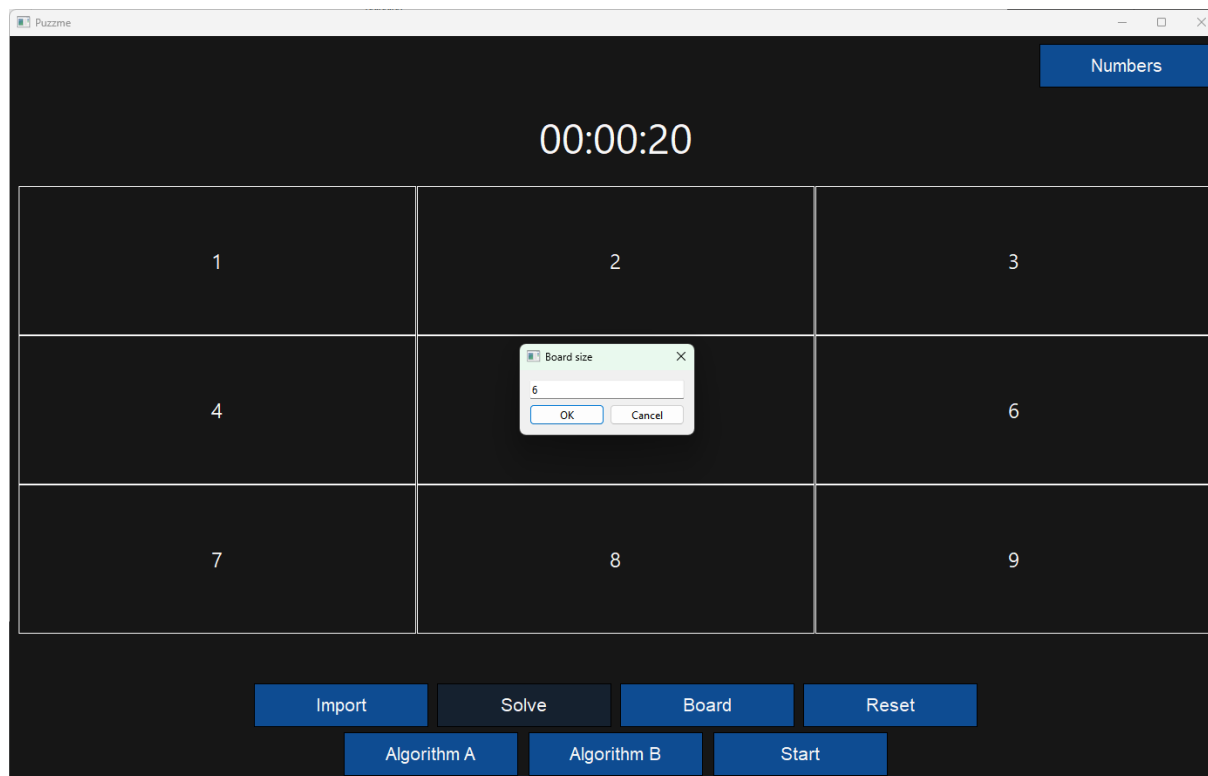 Puzzme
Numbers
00:00:20
1 2 3
Board size
6
OK Cancel
4 6
7 8 9
Import Solve Board Reset
Algorithm A Algorithm B Start